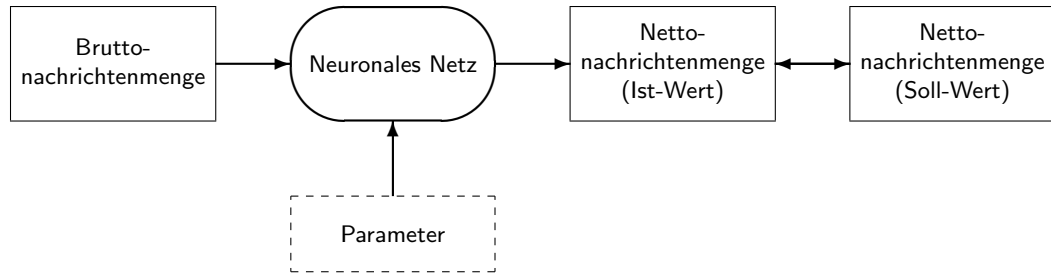 Brutto-
nachrichtenmenge
Neuronales Netz
Netto-
nachrichtenmenge
(Ist-Wert)
Netto-
nachrichtenmenge
(Soll-Wert)
Parameter